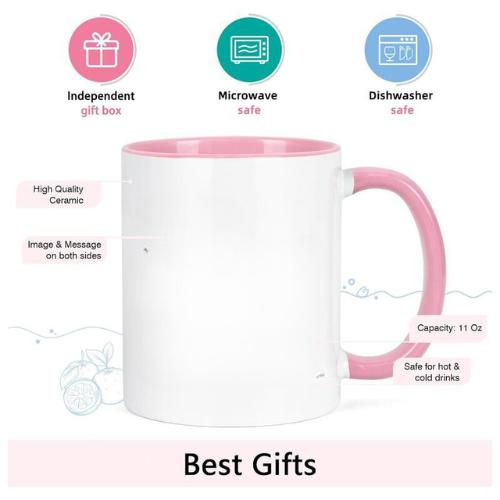 Independent
gift box
Microwave
safe
Dishwasher
safe
High Quality
Ceramic
Image & Message
on both sides
Capacity: 11 Oz
Safe for hot &
cold drinks
Best Gifts